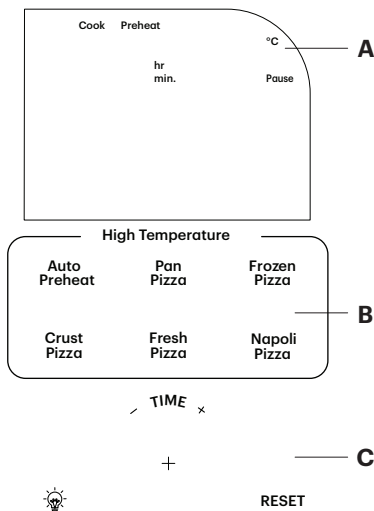 Cook Preheat
°C
A
hr
min.
Pause
High Temperature
Auto Preheat
Pan Pizza
Frozen Pizza
B
Crust Pizza
Fresh Pizza
Napoli Pizza
− TIME +
+
C
RESET